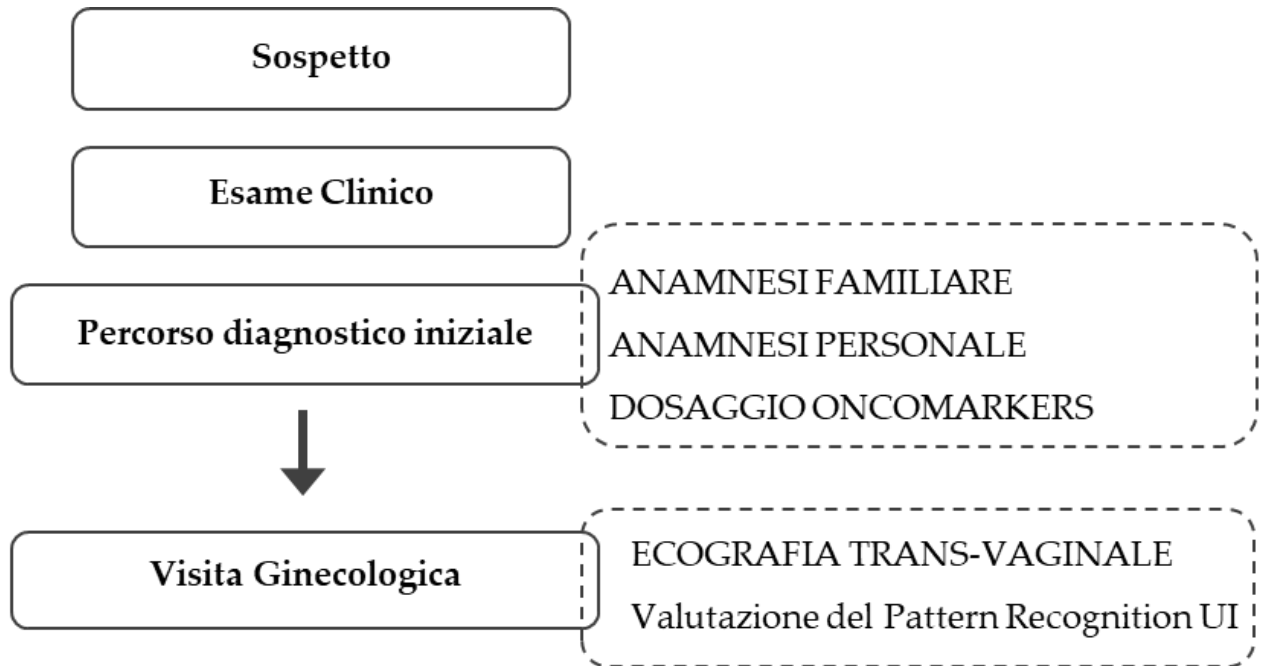 Sospetto
Esame Clinico
Percorso diagnostico iniziale
ANAMNESI FAMILIARE
ANAMNESI PERSONALE
DOSAGGIO ONCOMARKERS
Visita Ginecologica
ECOGRAFIA TRANS-VAGINALE
Valutazione del Pattern Recognition UI